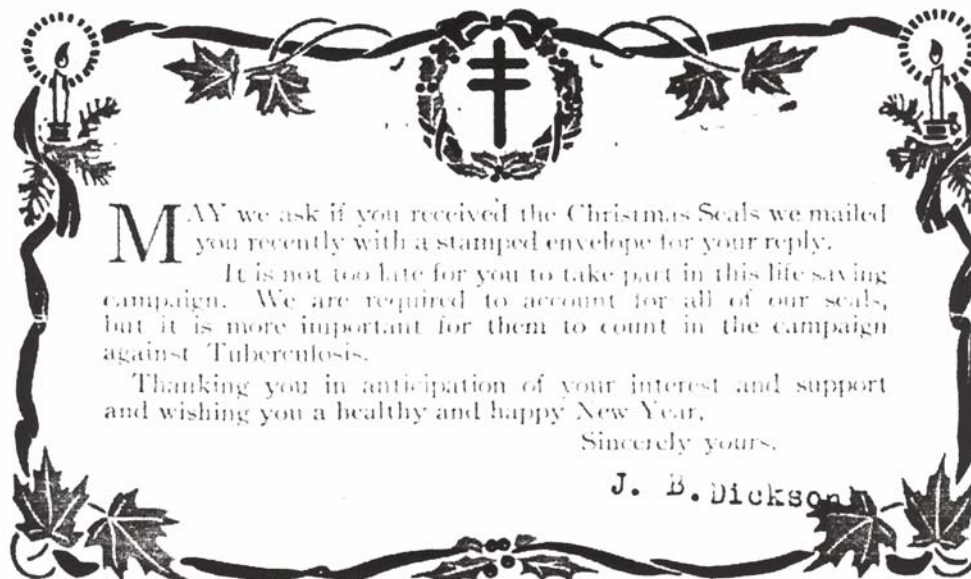 MAY we ask if you received the Christmas Seals we mailed
you recently with a stamped envelope for your reply.
It is not too late for you to take part in this life saving
campaign. We are required to account for all of our seals,
but it is more important for them to count in the campaign
against Tuberculosis.
Thanking you in anticipation of your interest and support
and wishing you a healthy and happy New Year,
Sincerely yours,
J. B. Dickson